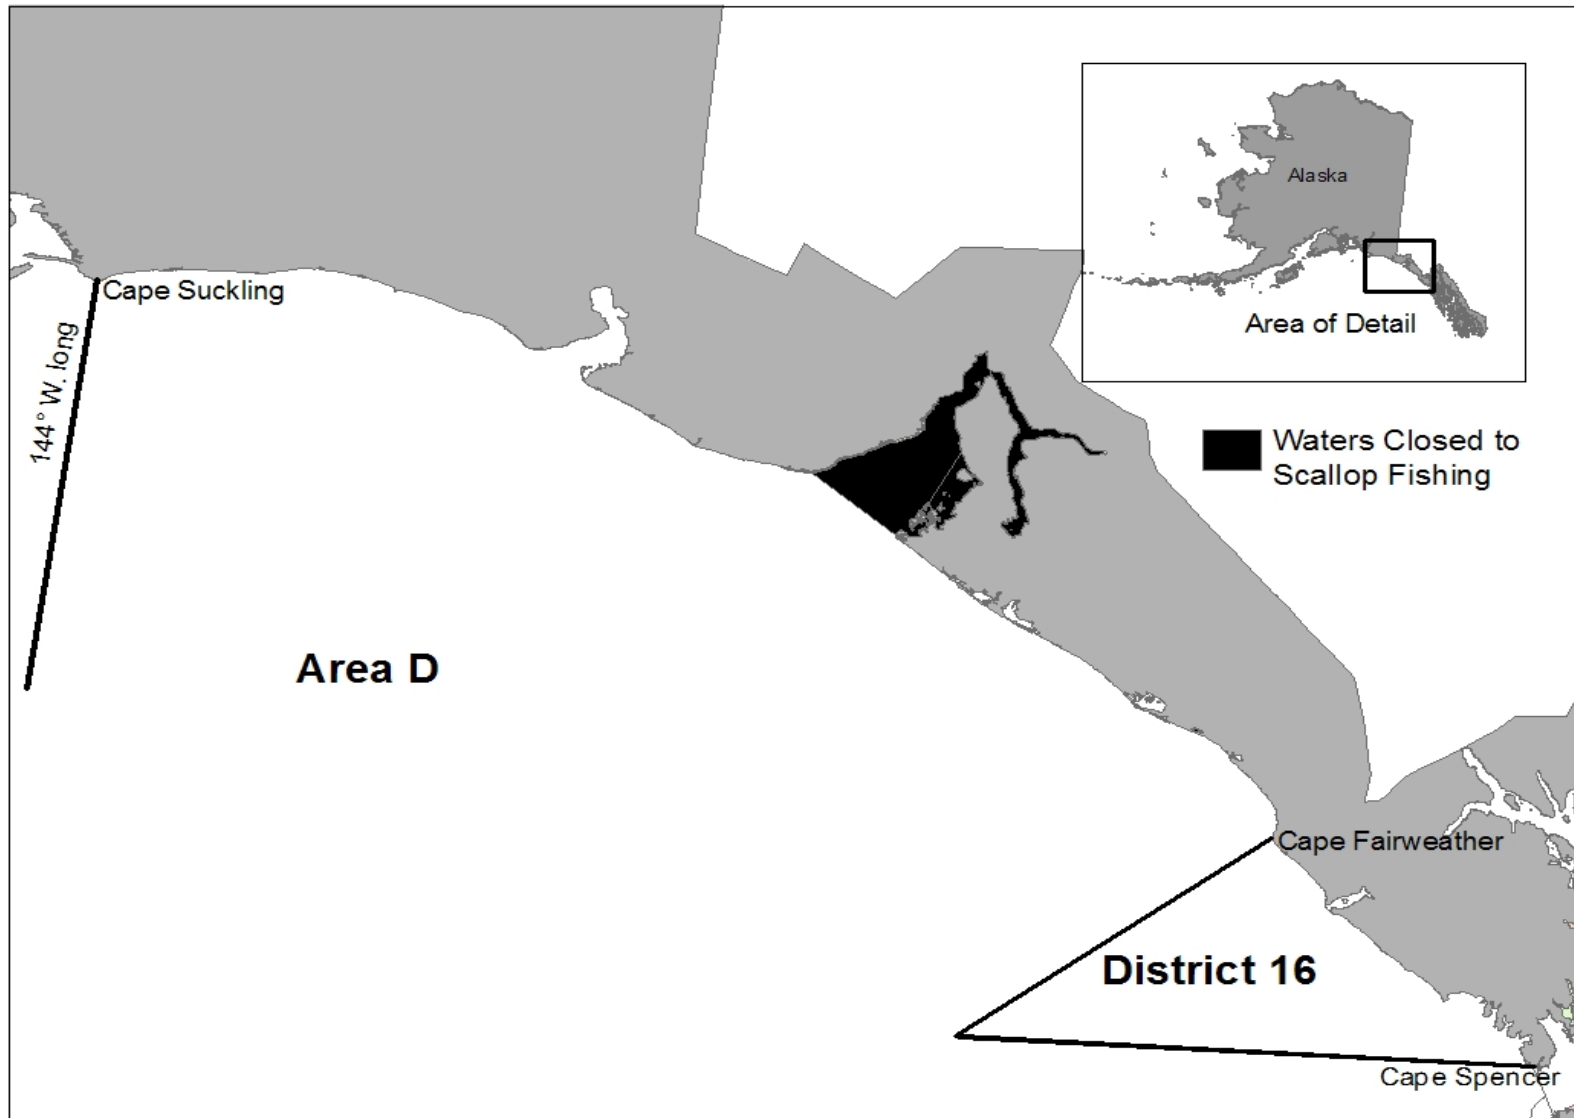 Alaska
Area of Detail
Cape Suckling
144° W. long
Waters Closed to
Scallop Fishing
Area D
Cape Fairweather
District 16
Cape Spencer